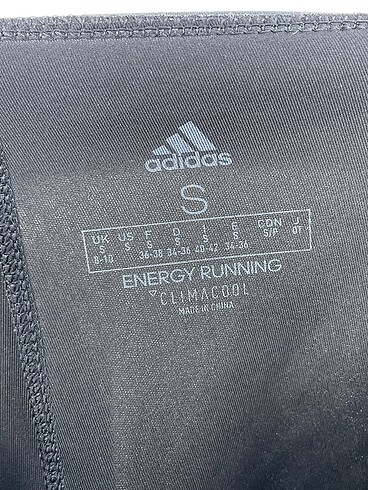 adidas
S
UK US F D I E CDN J
S S S S S S S/P OT
8-10 36-38 34-36 40-42 34-36
ENERGY RUNNING
CLIMACOOL
MADE IN CHINA